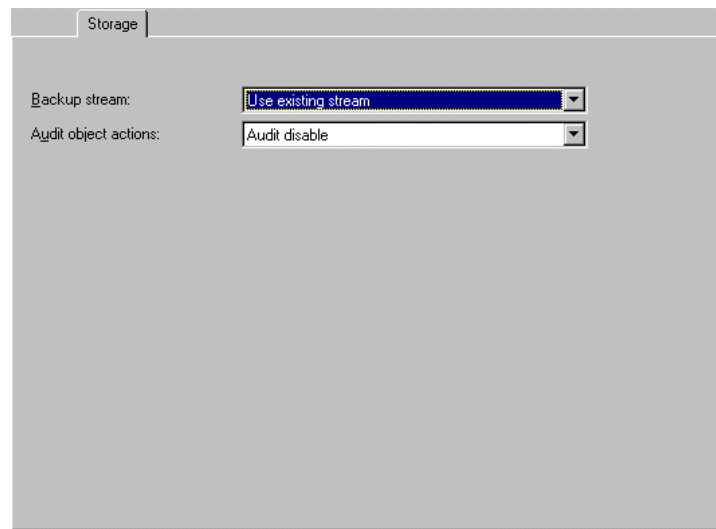 Storage
Backup stream: Use existing stream
Audit object actions: Audit disable